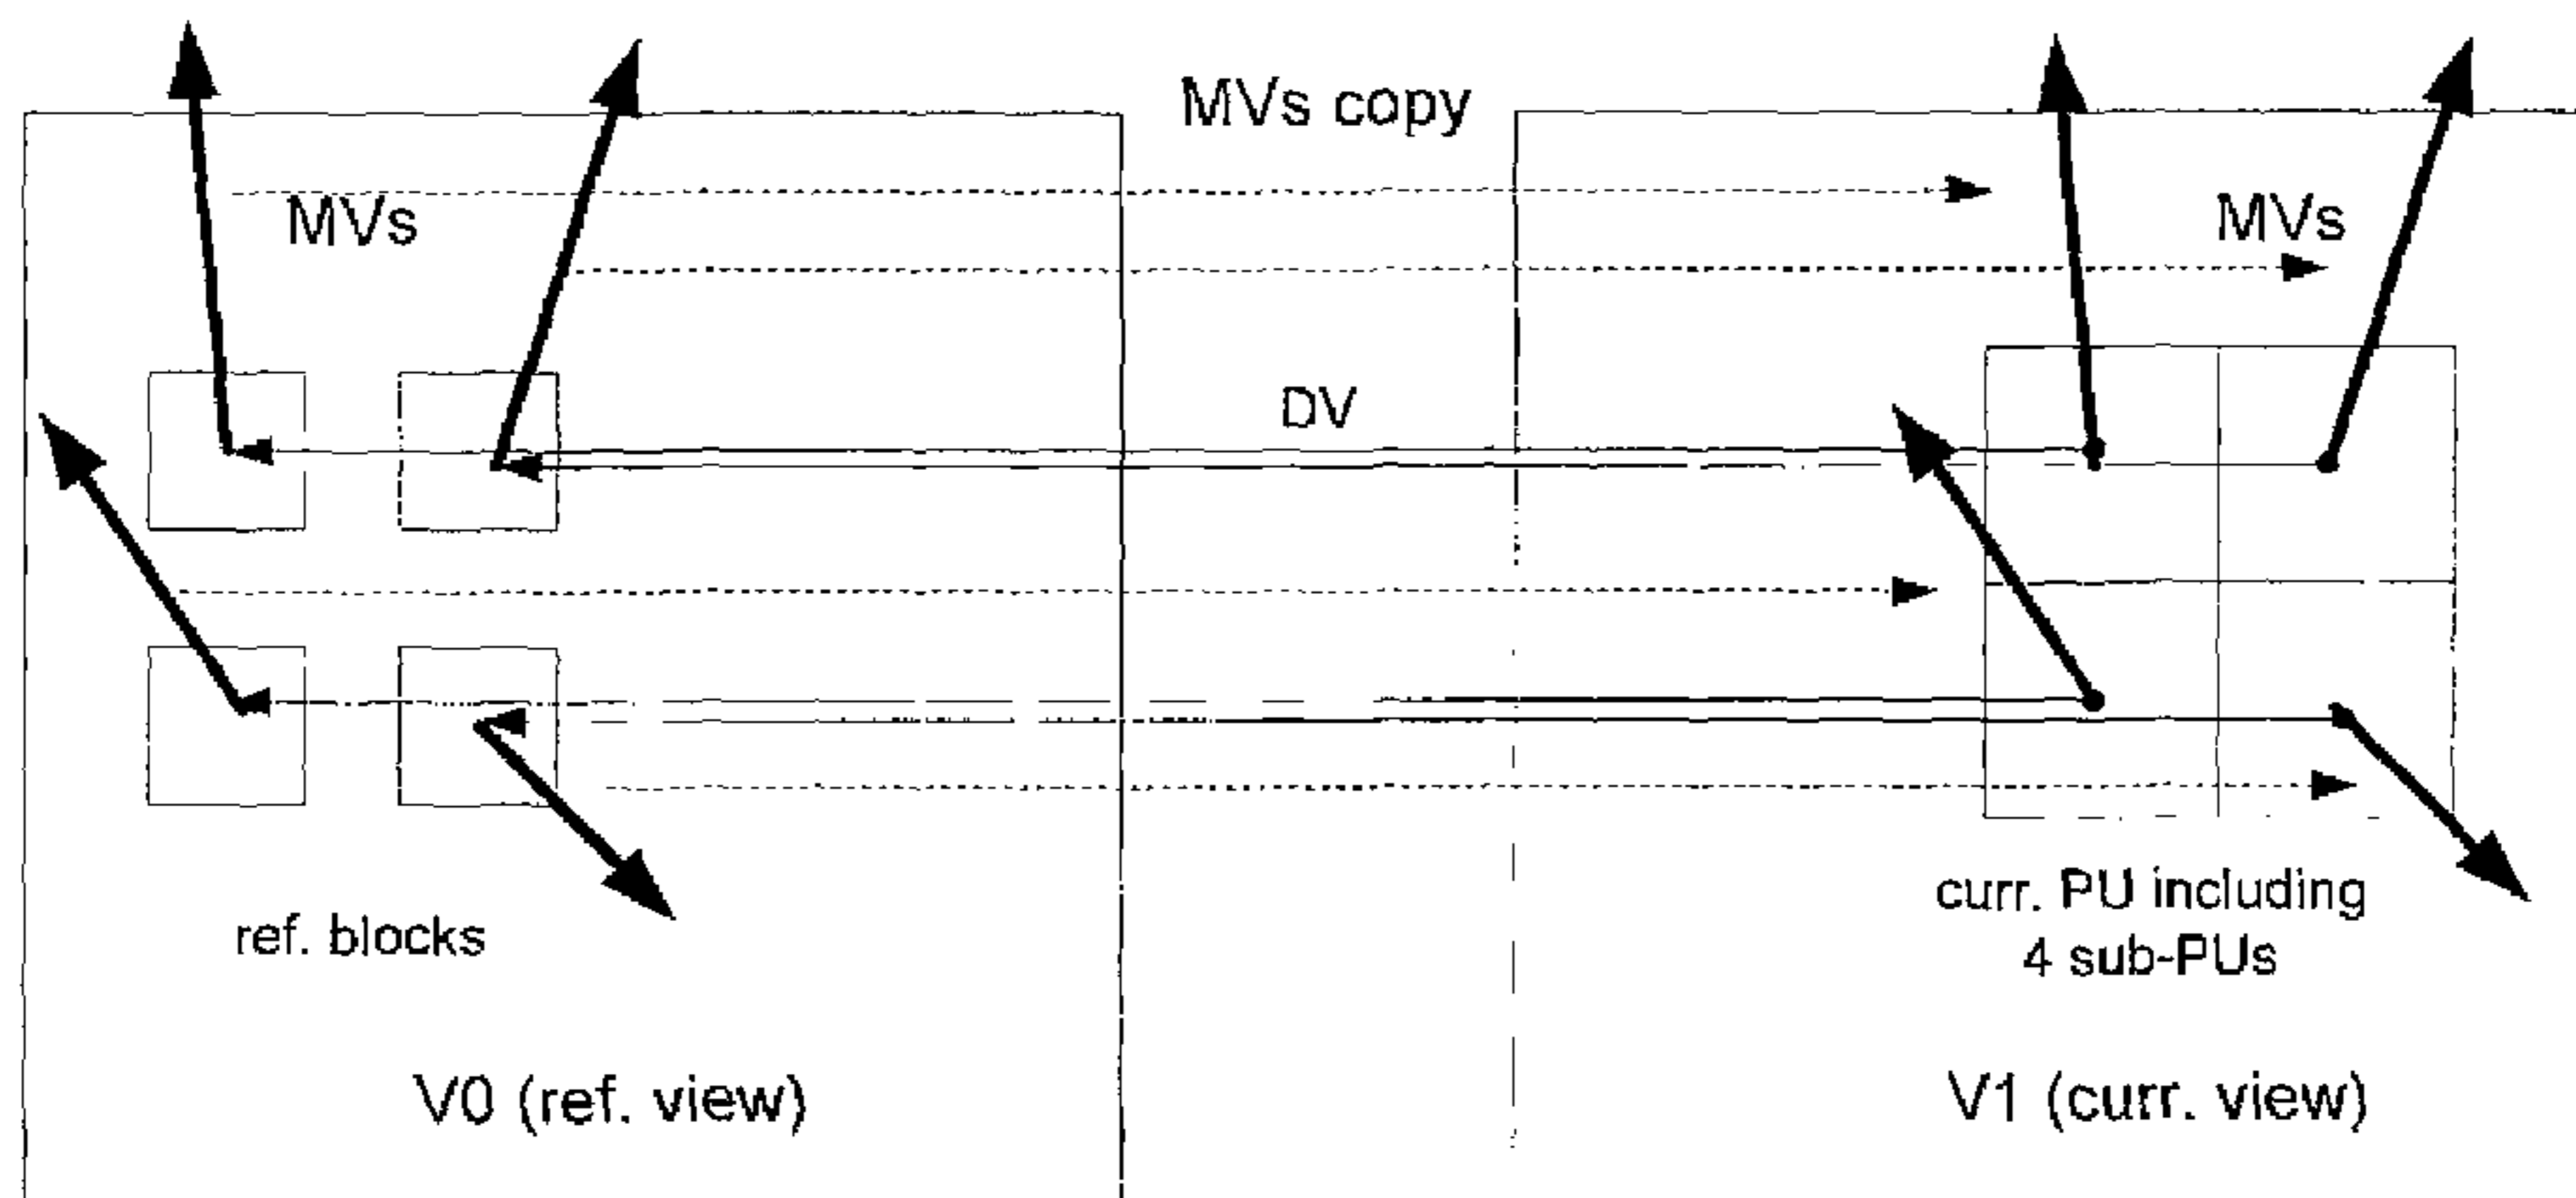 MVs copy
MVs
MVs
DV
curr. PU including
4 sub-PUs
ref. blocks
V0 (ref. view)
V1 (curr. view)